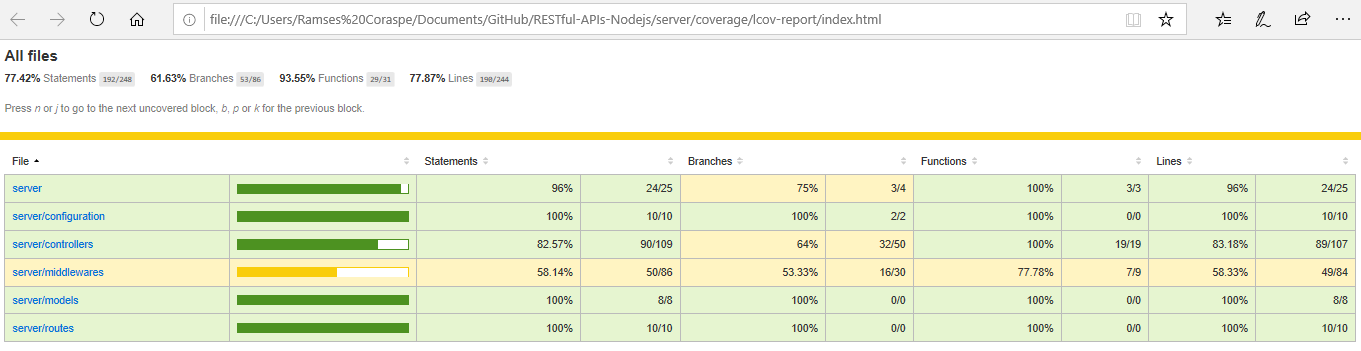 file:///C:/Users/Ramses%20Coraspe/Documents/GitHub/RESTful-APIs-Nodejs/server/coverage/lcov-report/index.html
All files
77.42% Statements 192/248 61.63% Branches 53/86 93.55% Functions 29/31 77.87% Lines 190/244
Press n or j to go to the next uncovered block, b, p or k for the previous block.
File Statements Branches Functions Lines
server 96% 24/25 75% 3/4 100% 3/3 96% 24/25
server/configuration 100% 10/10 100% 2/2 100% 0/0 100% 10/10
server/controllers 82.57% 90/109 64% 32/50 100% 19/19 83.18% 89/107
server/middlewares 58.14% 50/86 53.33% 16/30 77.78% 7/9 58.33% 49/84
server/models 100% 8/8 100% 0/0 100% 0/0 100% 8/8
server/routes 100% 10/10 100% 0/0 100% 0/0 100% 10/10